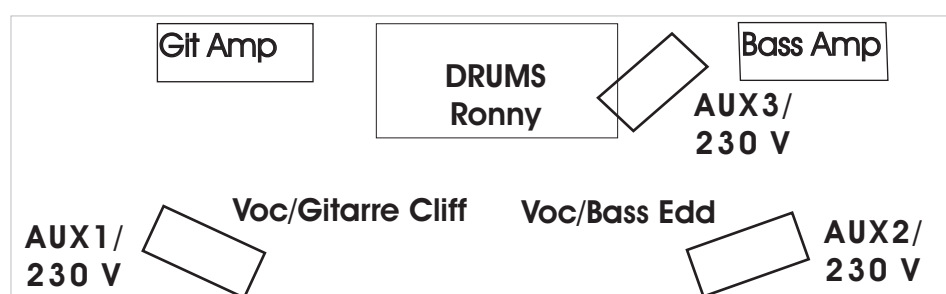 Git Amp
DRUMS
Ronny
Bass Amp
AUX3/
230 V
Voc/Gitarre Cliff
Voc/Bass Edd
AUX1/
230 V
AUX2/
230 V